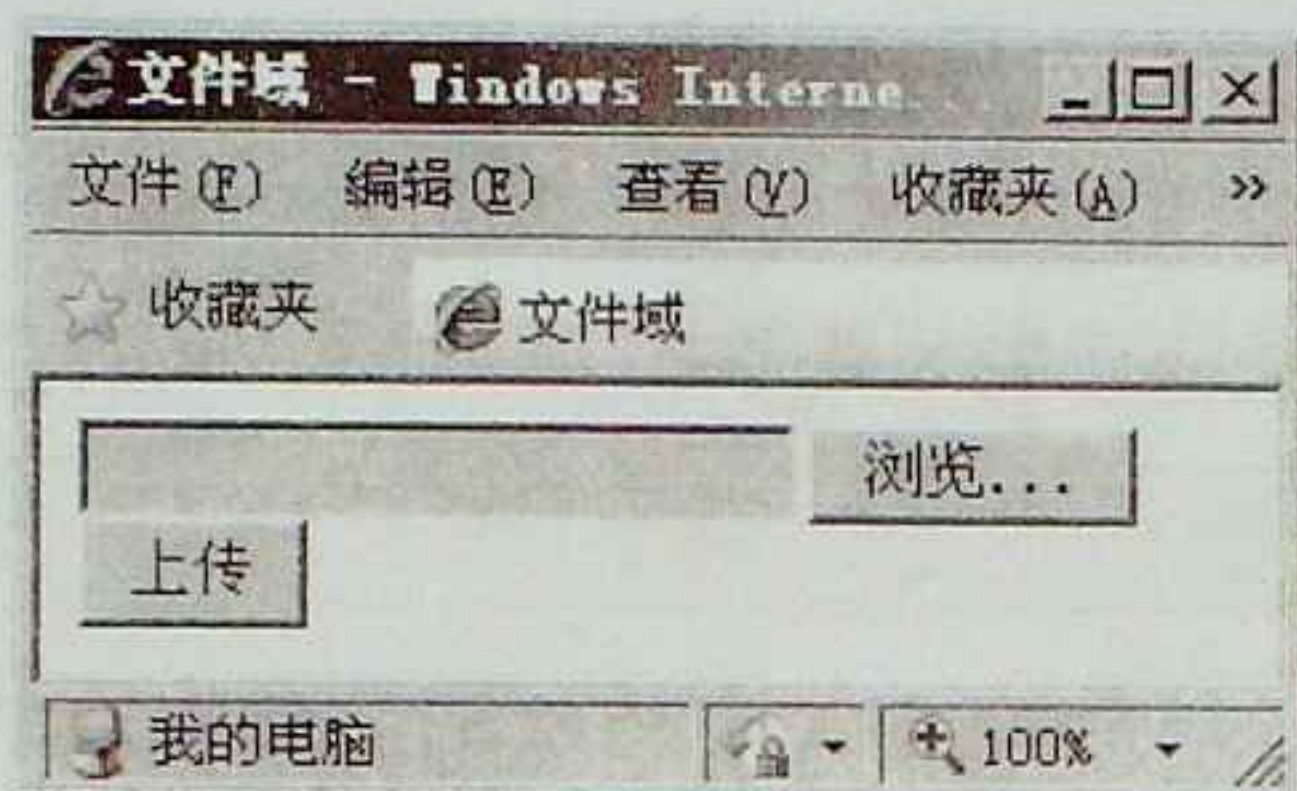 文件域 - Windows Interne...
文件(F) 编辑(E) 查看(V) 收藏夹(A) »
收藏夹 文件域
浏览...
上传
我的电脑 100%